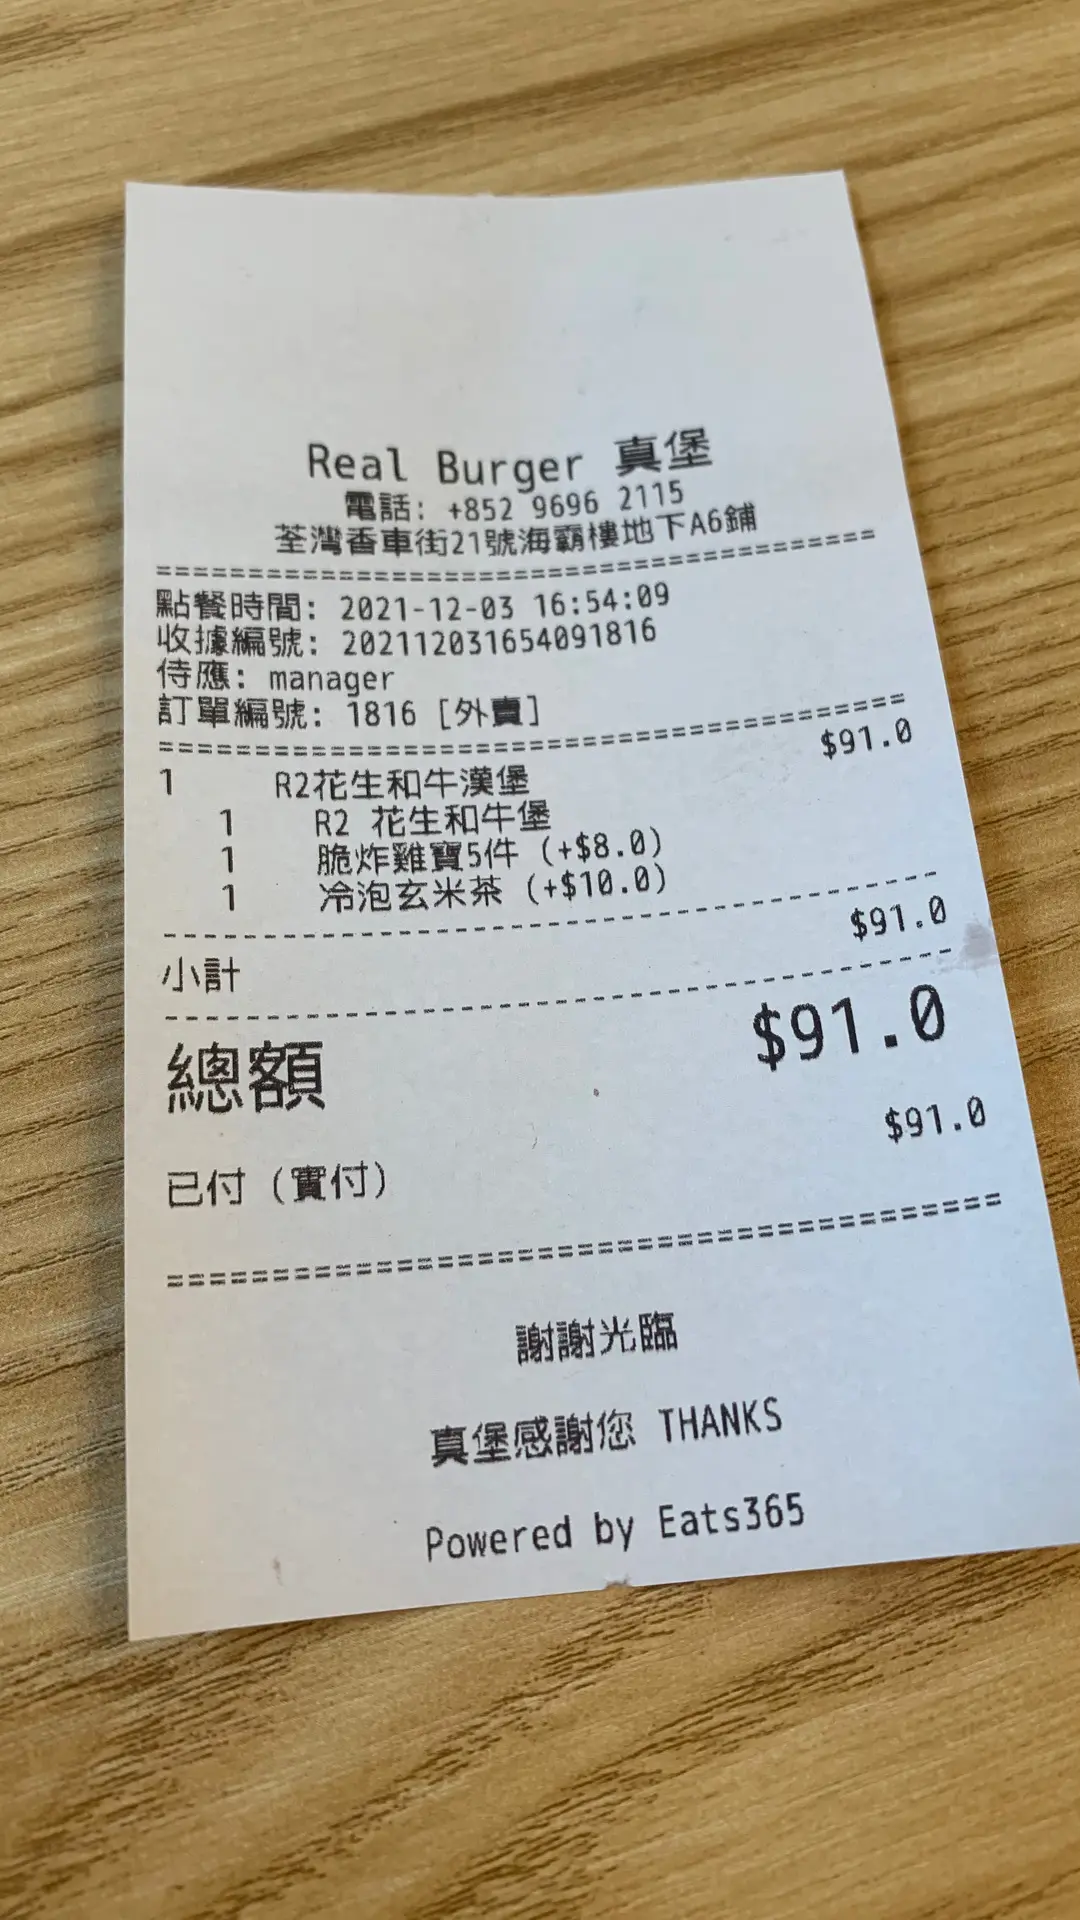 Real Burger 真堡
電話: +852 9696 2115
荃灣香車街21號海霸樓地下A6鋪
========================================
點餐時間: 2021-12-03 16:54:09
收據編號: 202112031654091816
侍應: manager
訂單編號: 1816 [外賣]
========================================
1 R2花生和牛漢堡 $91.0
1 R2 花生和牛堡
1 脆炸雞寶5件 (+$8.0)
1 冷泡玄米茶 (+$10.0)
----------------------------------------
小計 $91.0
----------------------------------------
總額 $91.0
已付 (實付) $91.0
========================================
謝謝光臨
真堡感謝您 THANKS
Powered by Eats365